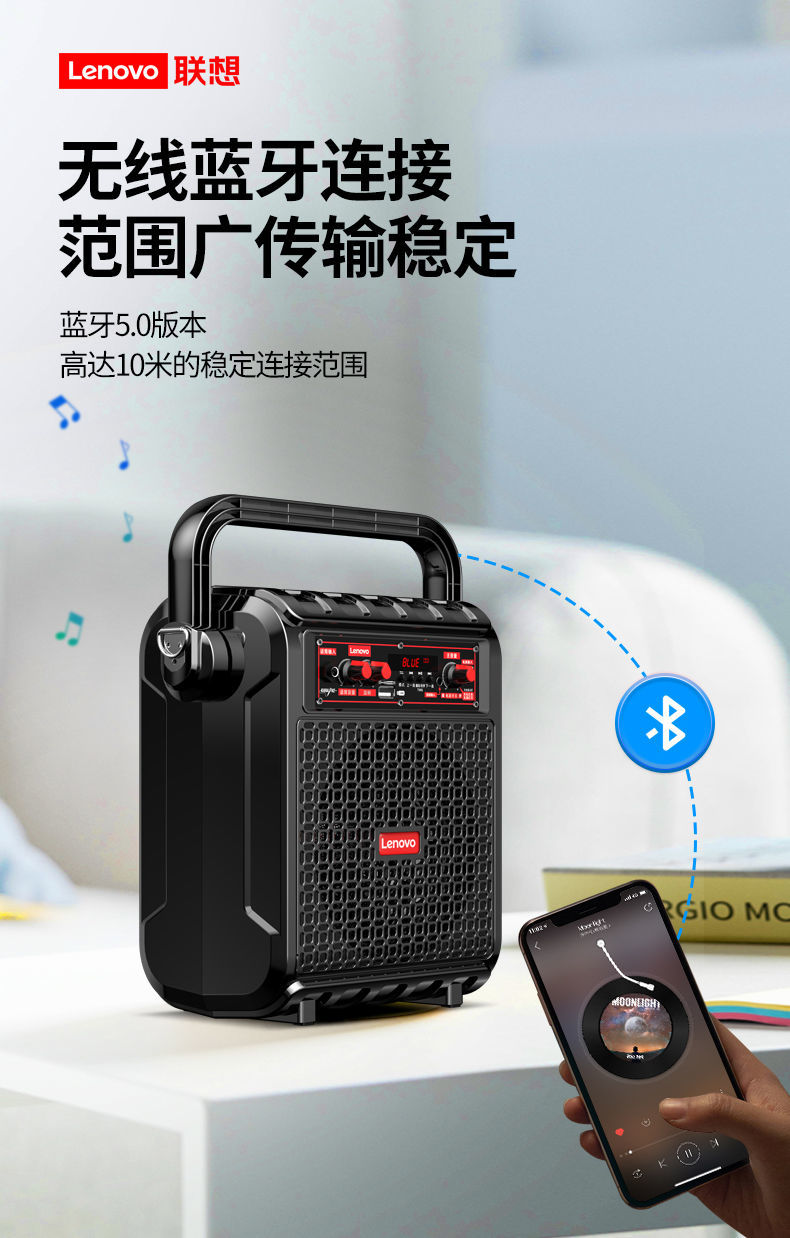 Lenovo 联想
无线蓝牙连接
范围广传输稳定
蓝牙5.0版本
高达10米的稳定连接范围
Lenovo
BLUE
Lenovo
RGIO MO
11:02
Moonlight
MOONLIGHT